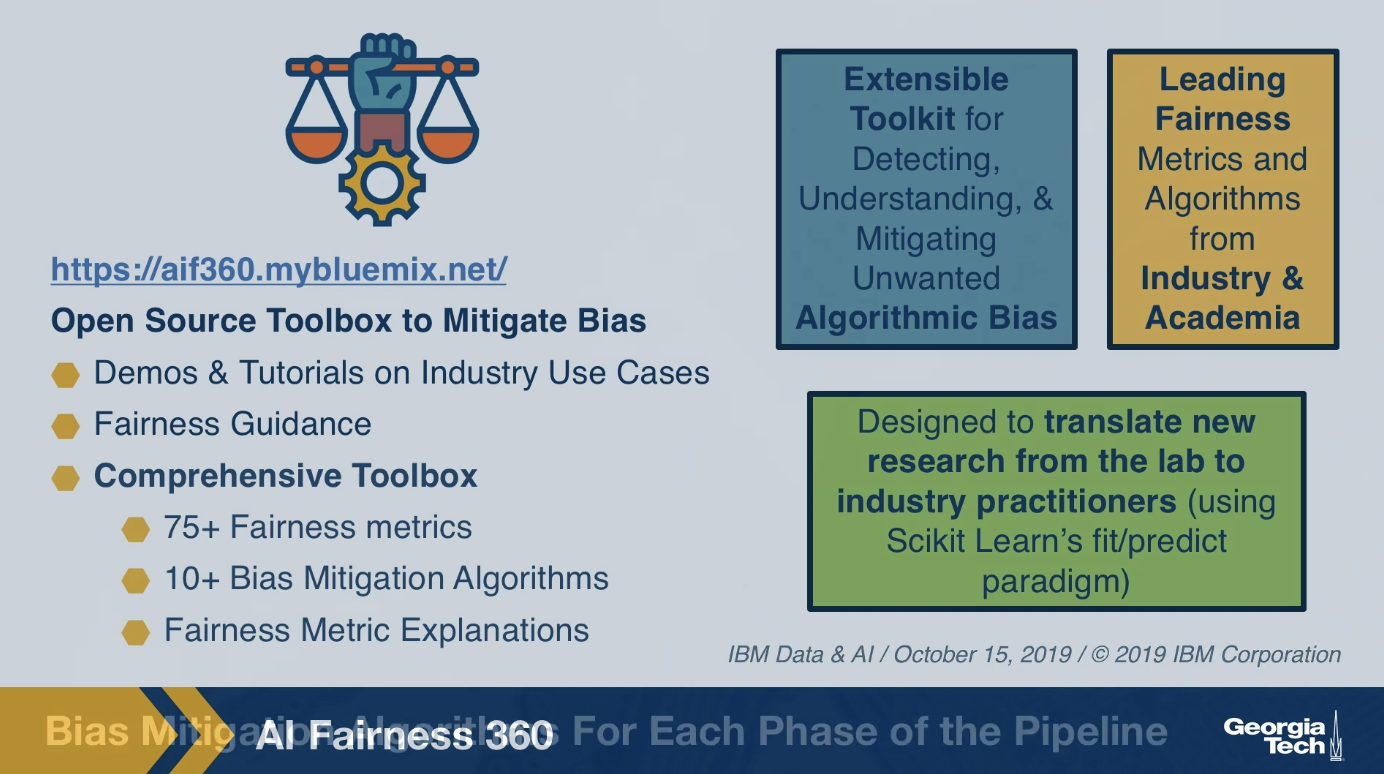 https://aif360.mybluemix.net/
Open Source Toolbox to Mitigate Bias
Demos & Tutorials on Industry Use Cases
Fairness Guidance
Comprehensive Toolbox
75+ Fairness metrics
10+ Bias Mitigation Algorithms
Fairness Metric Explanations
Extensible
Toolkit for
Detecting,
Understanding, &
Mitigating
Unwanted
Algorithmic Bias
Leading
Fairness
Metrics and
Algorithms
from
Industry &
Academia
Designed to translate new
research from the lab to
industry practitioners (using
Scikit Learn’s fit/predict
paradigm)
IBM Data & AI / October 15, 2019 / © 2019 IBM Corporation
Bias Mitigation Algorithms For Each Phase of the Pipeline
AI Fairness 360
Georgia
Tech